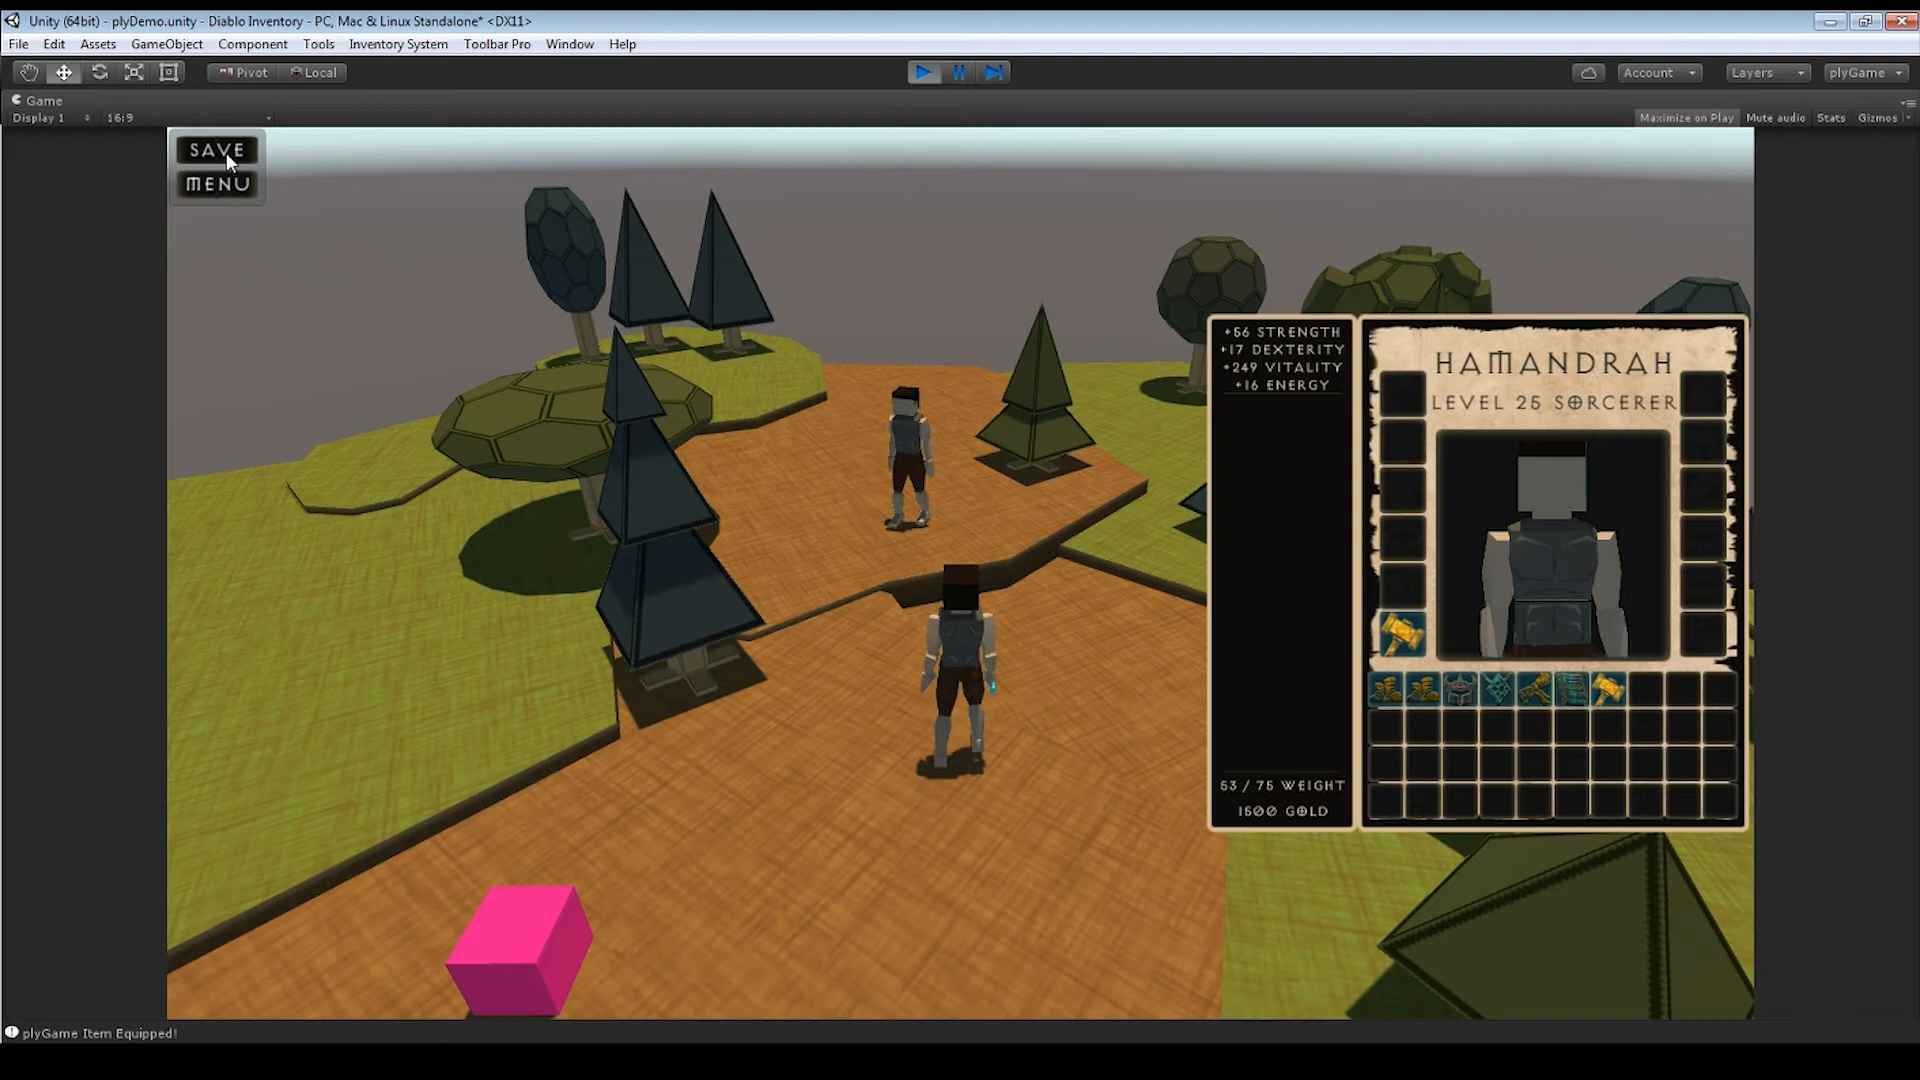 Unity (64bit) - plyDemo.unity - Diablo Inventory - PC, Mac & Linux Standalone* <DX11>
File Edit Assets GameObject Component Tools Inventory System Toolbar Pro Window Help
Pivot Local Account Layers plyGame
Game
Display 1 16:9 Maximize on Play Mute audio Stats Gizmos
SAVE
MENU
+56 STRENGTH
+17 DEXTERITY
+249 VITALITY
+16 ENERGY
53 / 75 WEIGHT
1500 GOLD
HAMANDRAH
LEVEL 25 SORCERER
plyGame Item Equipped!